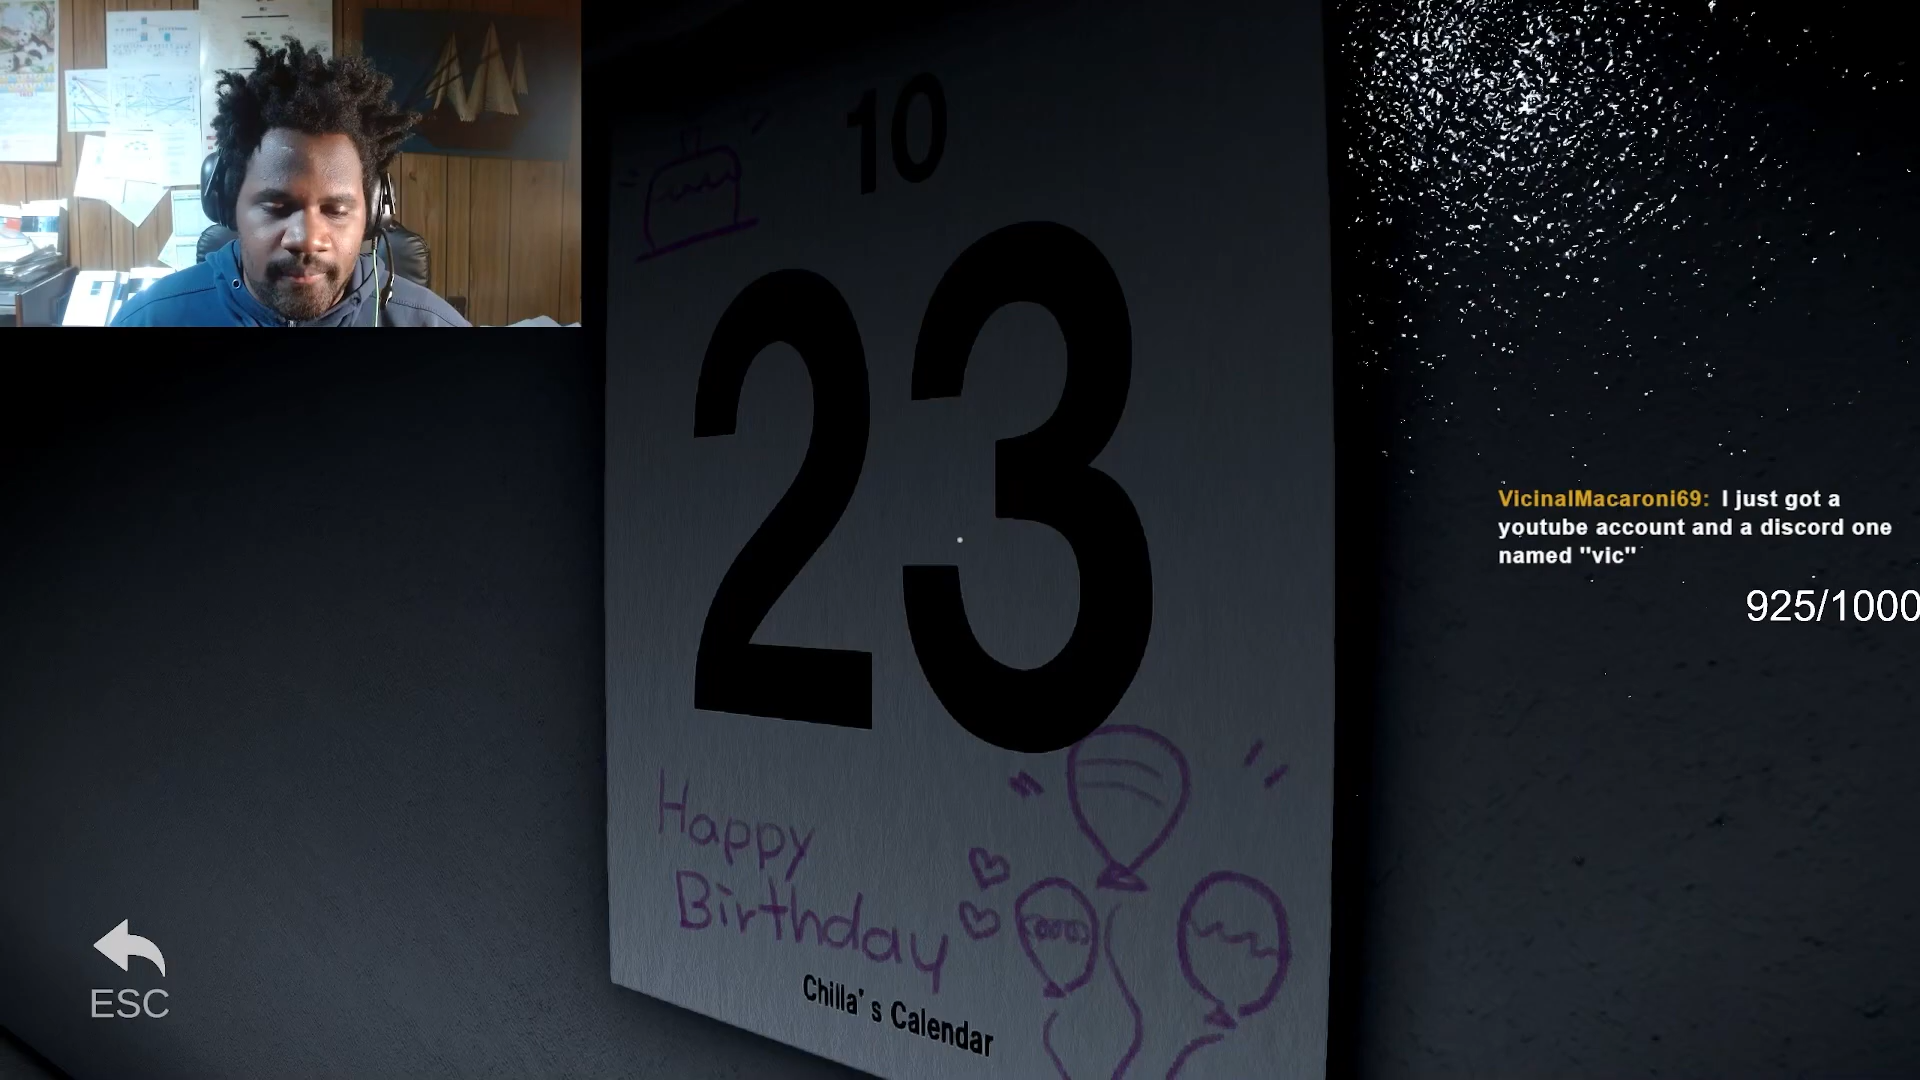 10
23
Happy
Birthday
Chilla's Calendar
VicinalMacaroni69: I just got a
youtube account and a discord one
named "vic"
925/1000
ESC